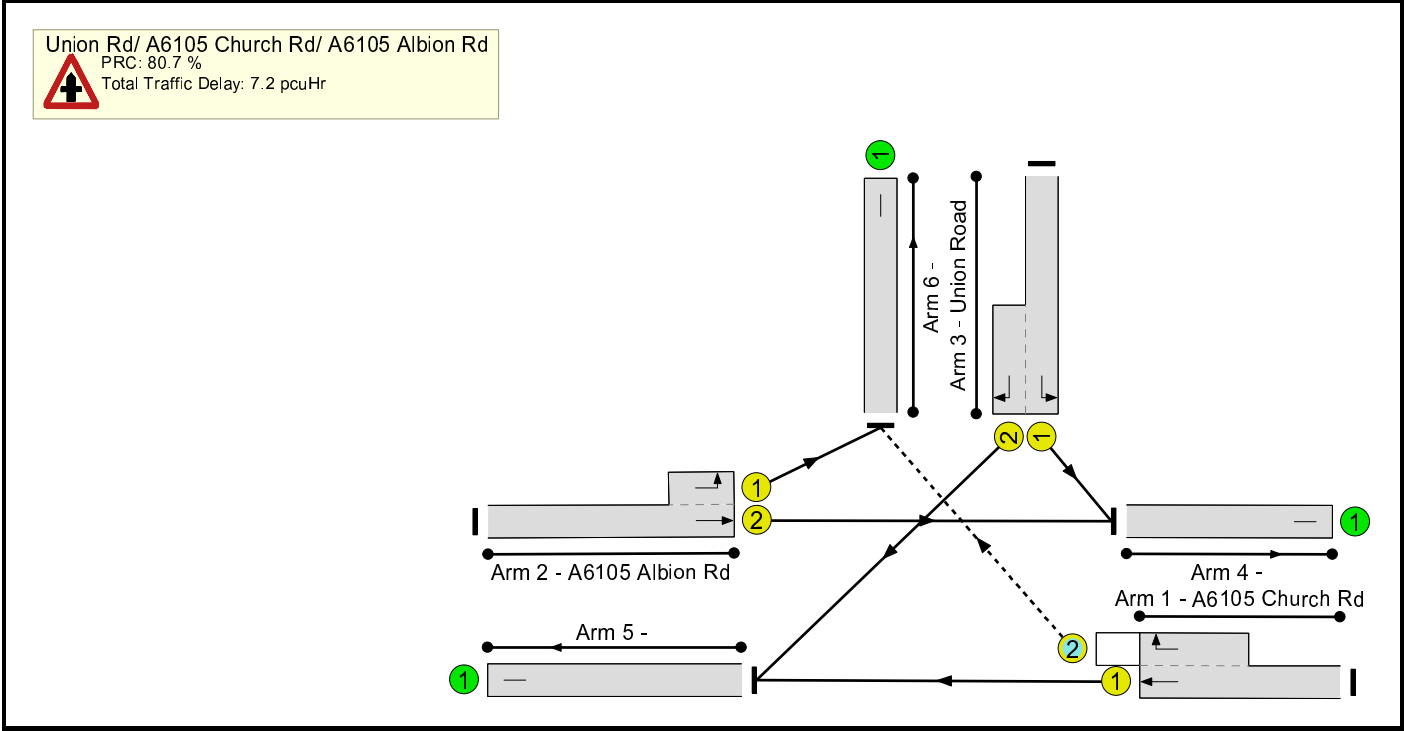 Union Rd/ A6105 Church Rd/ A6105 Albion Rd
PRC: 80.7 %
Total Traffic Delay: 7.2 pcuHr
1
Arm 6 -
Arm 3 - Union Road
2
1
1
2
Arm 2 - A6105 Albion Rd
1
Arm 4 -
Arm 1 - A6105 Church Rd
Arm 5 -
1
2
1